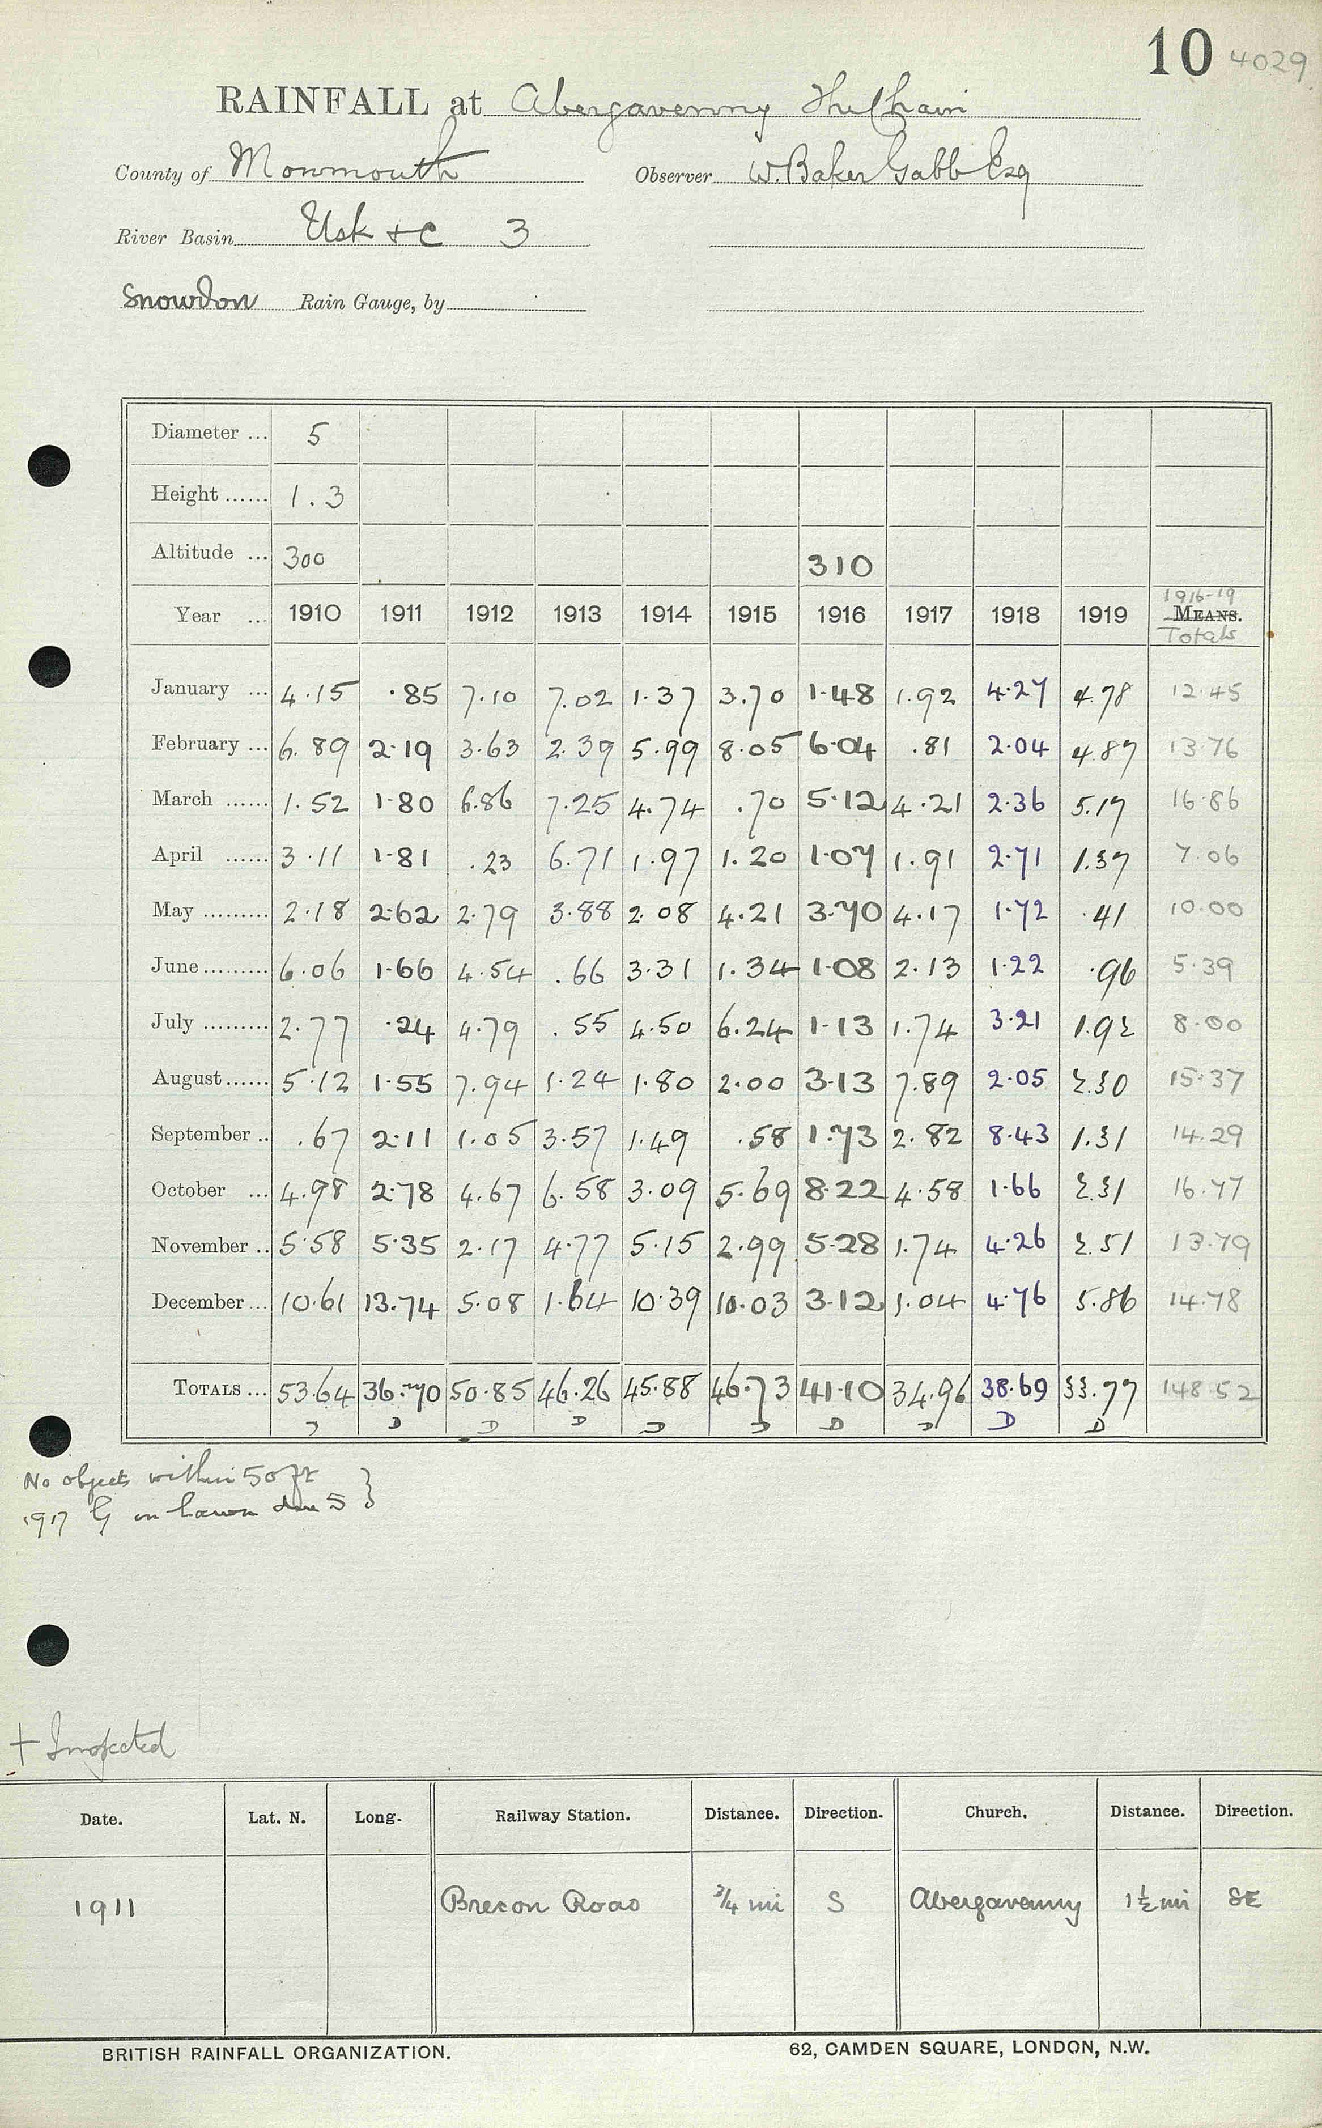 10 4029
RAINFALL at Abergavenny
County of Monmouth Observer W. Baker Gabb Esq
River Basin Usk &c 3
Snowdon Rain Gauge, by
Diameter ... 5
Height ...... 1.3
Altitude ... 300 310
Year ... 1910 1911 1912 1913 1914 1915 1916 1917 1918 1919 1916-19 MEANS. Totals
January ... 4.15 .85 7.10 7.02 1.37 3.70 1.48 1.92 4.27 4.78 12.45
February ... 6.89 2.19 3.63 2.39 5.99 8.05 6.04 .81 2.04 4.87 13.76
March ...... 1.52 1.80 6.86 7.25 4.74 .70 5.12 4.21 2.36 5.17 16.86
April ...... 3.11 1.81 .23 6.71 1.97 1.20 1.07 1.91 2.71 1.37 7.06
May ......... 2.18 2.62 2.79 3.88 2.08 4.21 3.70 4.17 1.72 .41 10.00
June ......... 6.06 1.66 4.54 .66 3.31 1.34 1.08 2.13 1.22 .96 5.39
July ......... 2.77 .24 4.79 .55 4.50 6.24 1.13 1.74 3.21 1.92 8.00
August ...... 5.12 1.55 7.94 1.24 1.80 2.00 3.13 7.89 2.05 2.30 15.37
September .. .67 2.11 1.05 3.57 1.49 .58 1.73 2.82 8.43 1.31 14.29
October ... 4.98 2.78 4.67 6.58 3.09 5.69 8.22 4.58 1.66 2.31 16.77
November .. 5.58 5.35 2.17 4.77 5.15 2.99 5.28 1.74 4.26 2.51 13.79
December ... 10.61 13.74 5.08 1.64 10.39 10.03 3.12 1.04 4.76 5.86 14.78
TOTALS ... 53.64 36.70 50.85 46.26 45.88 46.73 41.10 34.96 38.69 33.77 148.52
D D D D D D D D D D
No objects within 50 ft
1917 G on lawn
+ Inspected
Date. Lat. N. Long. Railway Station. Distance. Direction. Church. Distance. Direction.
1911 Brecon Road 3/4 mi S Abergavenny 1½ mi SE
BRITISH RAINFALL ORGANIZATION. 62, CAMDEN SQUARE, LONDON, N.W.